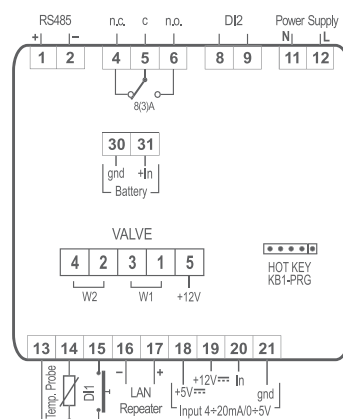 RS485 n.c. c n.o. DI2 Power Supply
+ − N L
1 2 4 5 6 8 9 11 12
8(3)A
30 31
gnd +In
Battery
VALVE
4 2 3 1 5
W2 W1 +12V
HOT KEY
KB1-PRG
13 14 15 16 17 18 19 20 21
Temp. Probe
DI1
− +
LAN
Repeater
+5V +12V In gnd
Input 4÷20mA/0÷5V